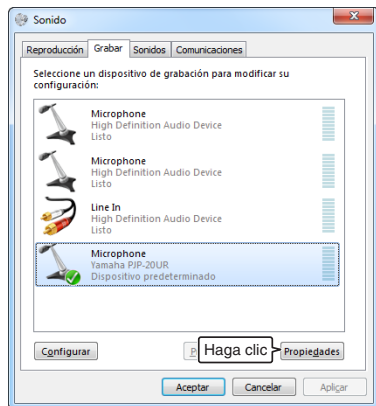 Sonido
Reproducción Grabar Sonidos Comunicaciones
Seleccione un dispositivo de grabación para modificar su
configuración:
Microphone
High Definition Audio Device
Listo
Microphone
High Definition Audio Device
Listo
Line In
High Definition Audio Device
Listo
Microphone
Yamaha PJP-20UR
Dispositivo predeterminado
Configurar Haga clic Propiedades
Aceptar Cancelar Aplicar